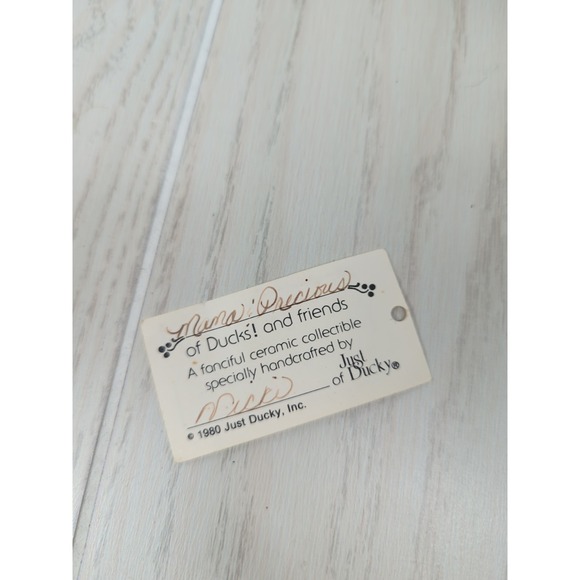 Mama Precious
of Ducks! and friends
A fanciful ceramic collectible
specially handcrafted by
Vicki of Just Ducky®
© 1980 Just Ducky, Inc.